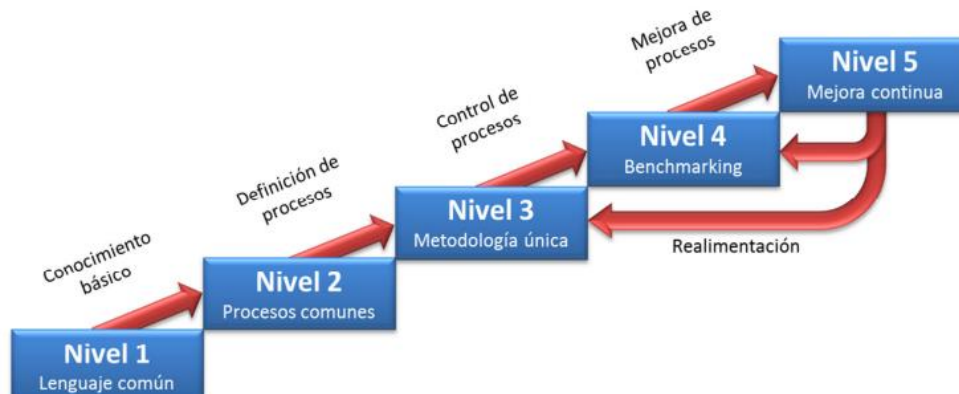 Mejora de
procesos
Nivel 5
Mejora continua
Control de
procesos
Nivel 4
Benchmarking
Definición de
procesos
Nivel 3
Metodología única
Realimentación
Conocimiento
básico
Nivel 2
Procesos comunes
Nivel 1
Lenguaje común